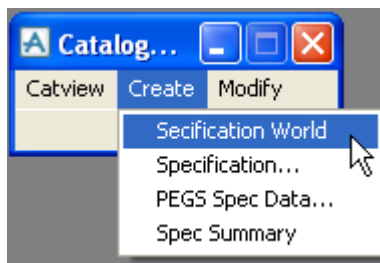 Catalog...
Catview Create Modify
Secification World
Specification...
PEGS Spec Data...
Spec Summary